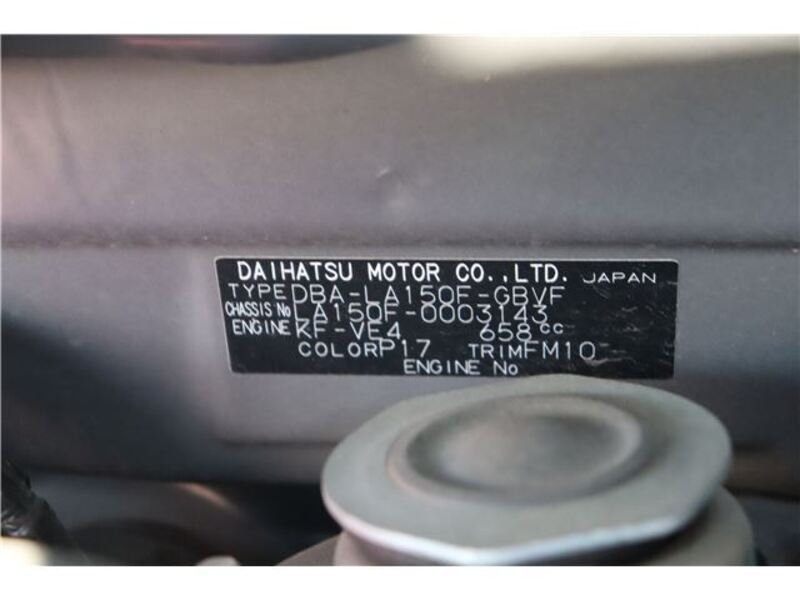 DAIHATSU MOTOR CO.,LTD. JAPAN
TYPE DBA-LA150F-GBVF
CHASSIS No LA150F-0003143
ENGINE KF-VE4 658cc
COLOR P17 TRIM FM10
ENGINE No